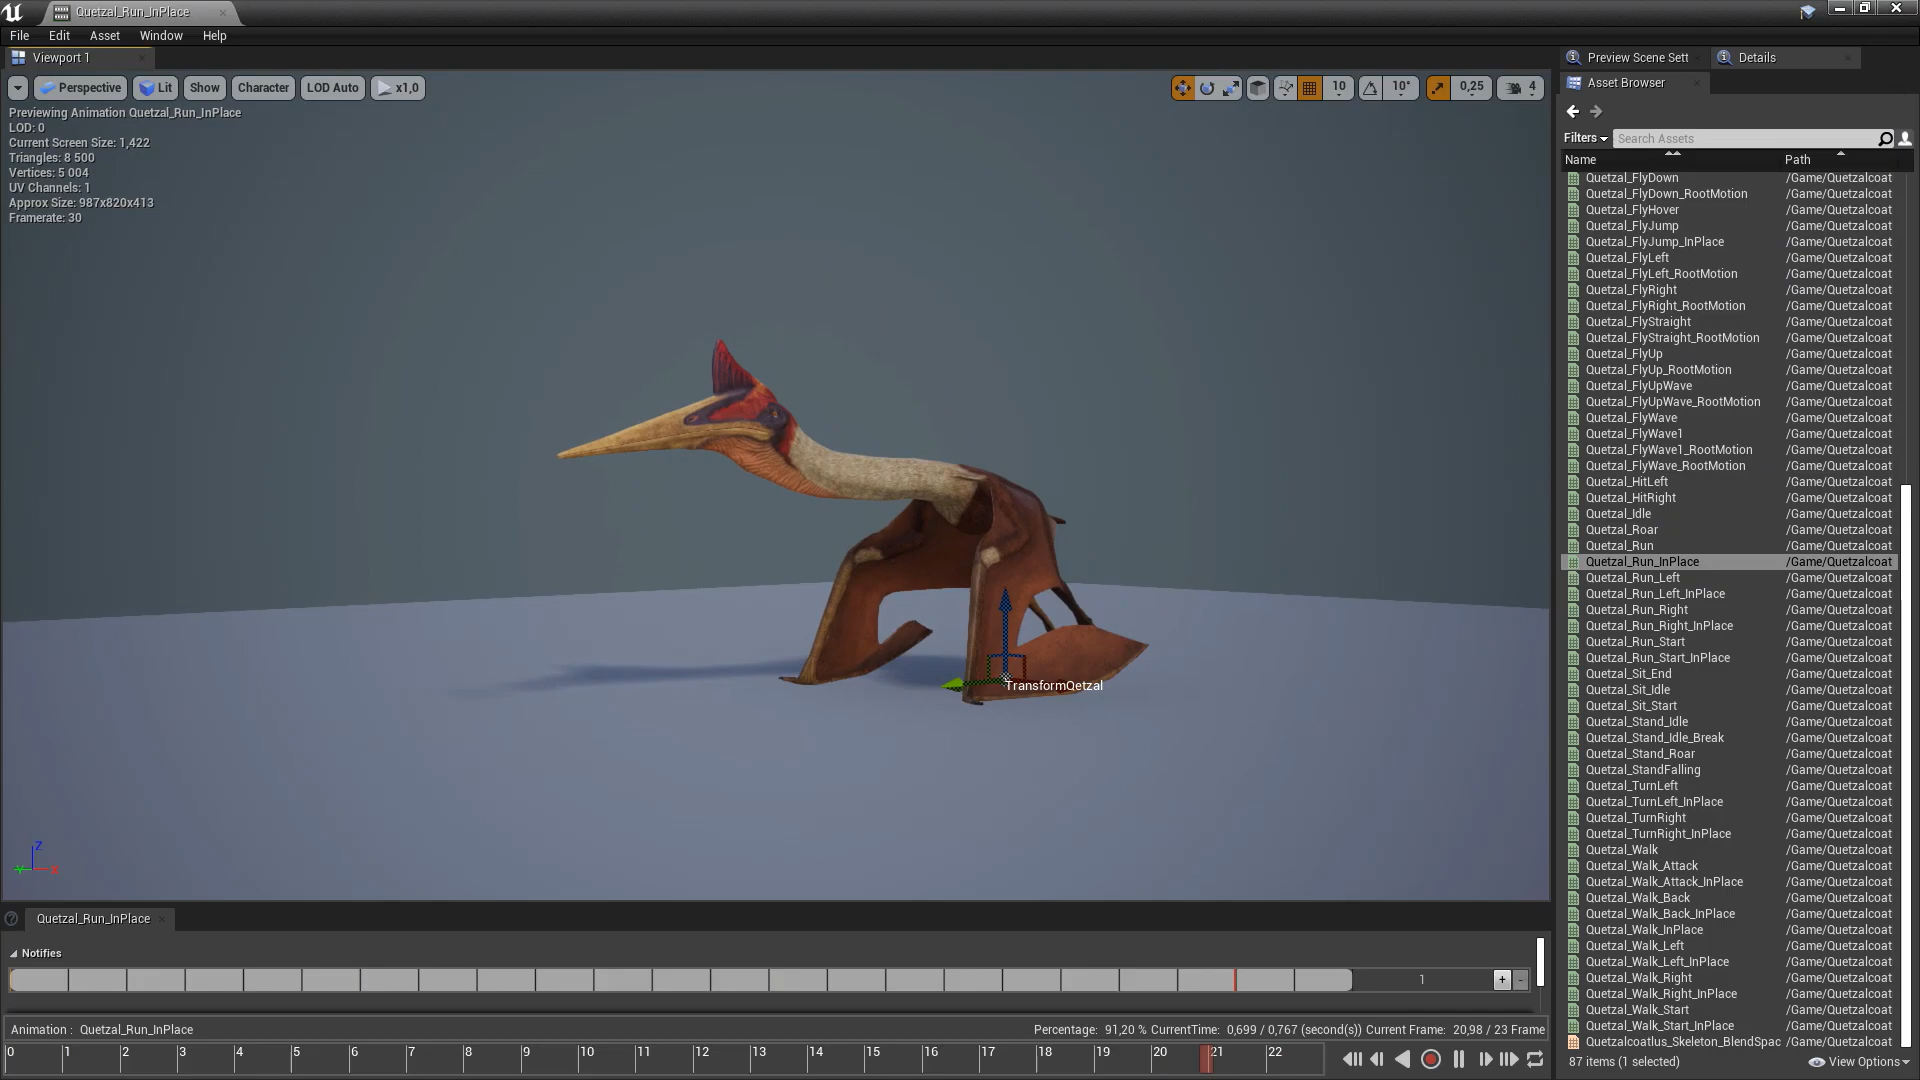 Quetzal_Run_InPlace
File Edit Asset Window Help
Viewport 1
Perspective Lit Show Character LOD Auto x1,0
10 10° 0,25 4
Previewing Animation Quetzal_Run_InPlace
LOD: 0
Current Screen Size: 1,422
Triangles: 8 500
Vertices: 5 004
UV Channels: 1
Approx Size: 987x820x413
Framerate: 30
TransformQetzal
Z
Y X
Preview Scene Sett Details
Asset Browser
Filters Search Assets
Name Path
Quetzal_FlyDown /Game/Quetzalcoat
Quetzal_FlyDown_RootMotion /Game/Quetzalcoat
Quetzal_FlyHover /Game/Quetzalcoat
Quetzal_FlyJump /Game/Quetzalcoat
Quetzal_FlyJump_InPlace /Game/Quetzalcoat
Quetzal_FlyLeft /Game/Quetzalcoat
Quetzal_FlyLeft_RootMotion /Game/Quetzalcoat
Quetzal_FlyRight /Game/Quetzalcoat
Quetzal_FlyRight_RootMotion /Game/Quetzalcoat
Quetzal_FlyStraight /Game/Quetzalcoat
Quetzal_FlyStraight_RootMotion /Game/Quetzalcoat
Quetzal_FlyUp /Game/Quetzalcoat
Quetzal_FlyUp_RootMotion /Game/Quetzalcoat
Quetzal_FlyUpWave /Game/Quetzalcoat
Quetzal_FlyUpWave_RootMotion /Game/Quetzalcoat
Quetzal_FlyWave /Game/Quetzalcoat
Quetzal_FlyWave1 /Game/Quetzalcoat
Quetzal_FlyWave1_RootMotion /Game/Quetzalcoat
Quetzal_FlyWave_RootMotion /Game/Quetzalcoat
Quetzal_HitLeft /Game/Quetzalcoat
Quetzal_HitRight /Game/Quetzalcoat
Quetzal_Idle /Game/Quetzalcoat
Quetzal_Roar /Game/Quetzalcoat
Quetzal_Run /Game/Quetzalcoat
Quetzal_Run_InPlace /Game/Quetzalcoat
Quetzal_Run_Left /Game/Quetzalcoat
Quetzal_Run_Left_InPlace /Game/Quetzalcoat
Quetzal_Run_Right /Game/Quetzalcoat
Quetzal_Run_Right_InPlace /Game/Quetzalcoat
Quetzal_Run_Start /Game/Quetzalcoat
Quetzal_Run_Start_InPlace /Game/Quetzalcoat
Quetzal_Sit_End /Game/Quetzalcoat
Quetzal_Sit_Idle /Game/Quetzalcoat
Quetzal_Sit_Start /Game/Quetzalcoat
Quetzal_Stand_Idle /Game/Quetzalcoat
Quetzal_Stand_Idle_Break /Game/Quetzalcoat
Quetzal_Stand_Roar /Game/Quetzalcoat
Quetzal_StandFalling /Game/Quetzalcoat
Quetzal_TurnLeft /Game/Quetzalcoat
Quetzal_TurnLeft_InPlace /Game/Quetzalcoat
Quetzal_TurnRight /Game/Quetzalcoat
Quetzal_TurnRight_InPlace /Game/Quetzalcoat
Quetzal_Walk /Game/Quetzalcoat
Quetzal_Walk_Attack /Game/Quetzalcoat
Quetzal_Walk_Attack_InPlace /Game/Quetzalcoat
Quetzal_Walk_Back /Game/Quetzalcoat
Quetzal_Walk_Back_InPlace /Game/Quetzalcoat
Quetzal_Walk_InPlace /Game/Quetzalcoat
Quetzal_Walk_Left /Game/Quetzalcoat
Quetzal_Walk_Left_InPlace /Game/Quetzalcoat
Quetzal_Walk_Right /Game/Quetzalcoat
Quetzal_Walk_Right_InPlace /Game/Quetzalcoat
Quetzal_Walk_Start /Game/Quetzalcoat
Quetzal_Walk_Start_InPlace /Game/Quetzalcoat
Quetzalcoatlus_Skeleton_BlendSpac /Game/Quetzalcoat
87 items (1 selected) View Options
Quetzal_Run_InPlace
Notifies
1 + -
Animation : Quetzal_Run_InPlace Percentage: 91,20 % CurrentTime: 0,699 / 0,767 (second(s)) Current Frame: 20,98 / 23 Frame
0 1 2 3 4 5 6 7 8 9 10 11 12 13 14 15 16 17 18 19 20 21 22